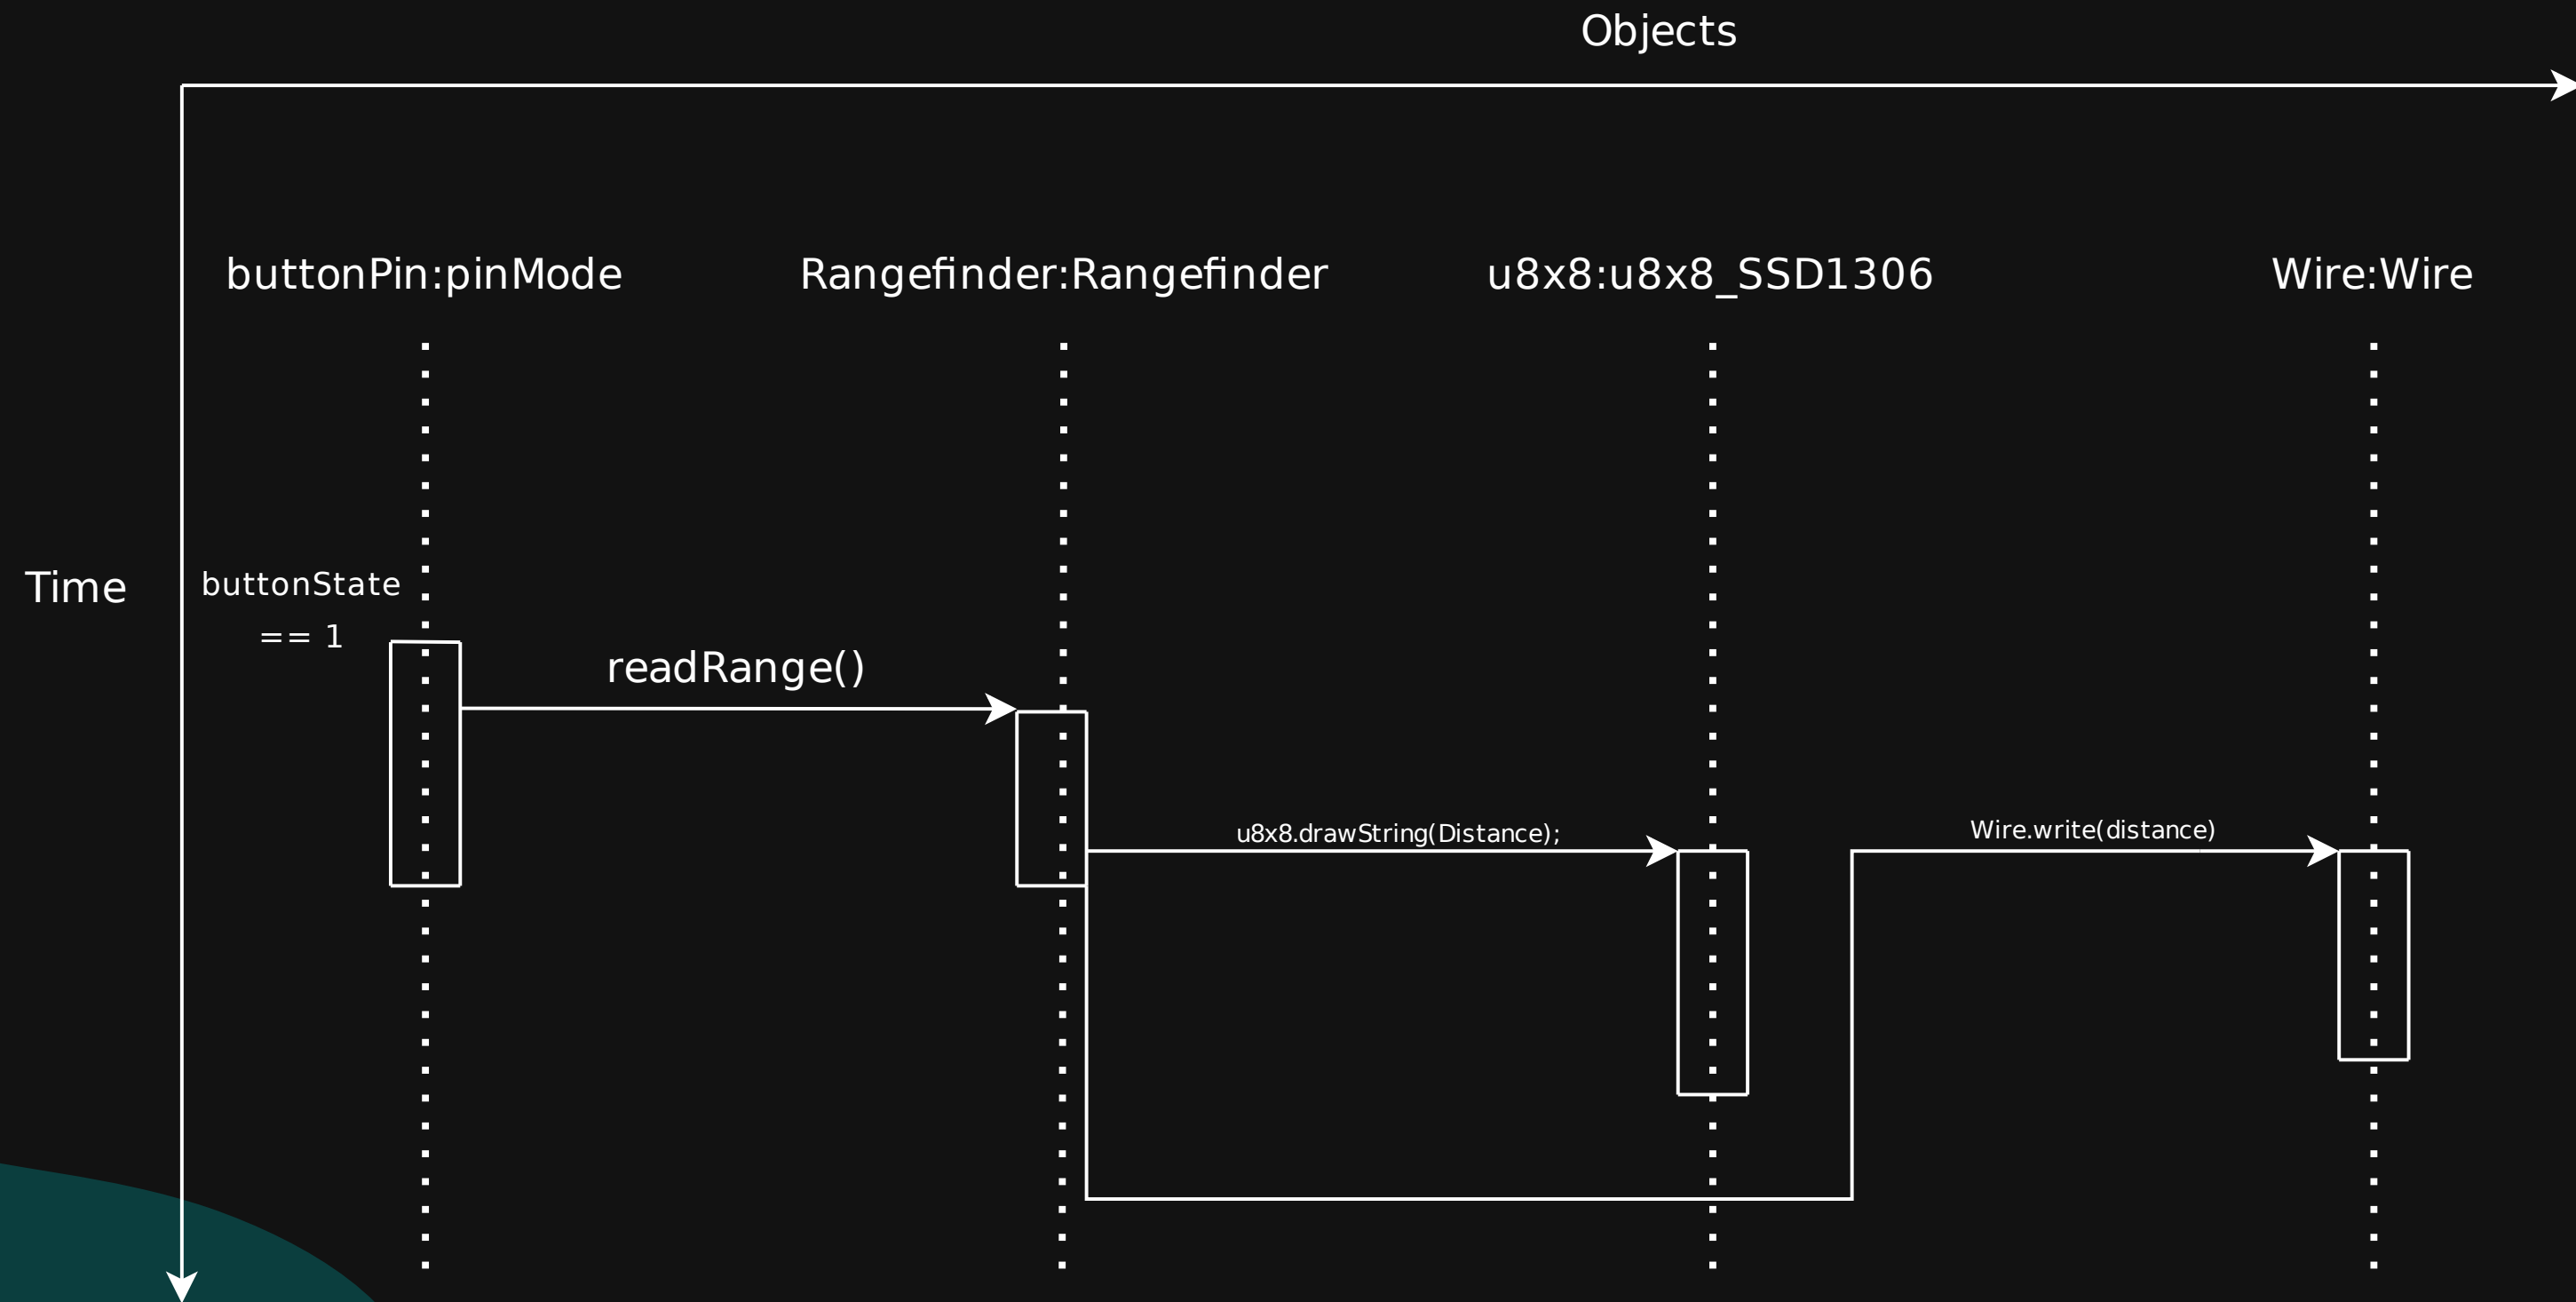 Objects
buttonPin:pinMode
Rangefinder:Rangefinder
u8x8:u8x8_SSD1306
Wire:Wire
Time
buttonState
== 1
readRange()
u8x8.drawString(Distance);
Wire.write(distance)